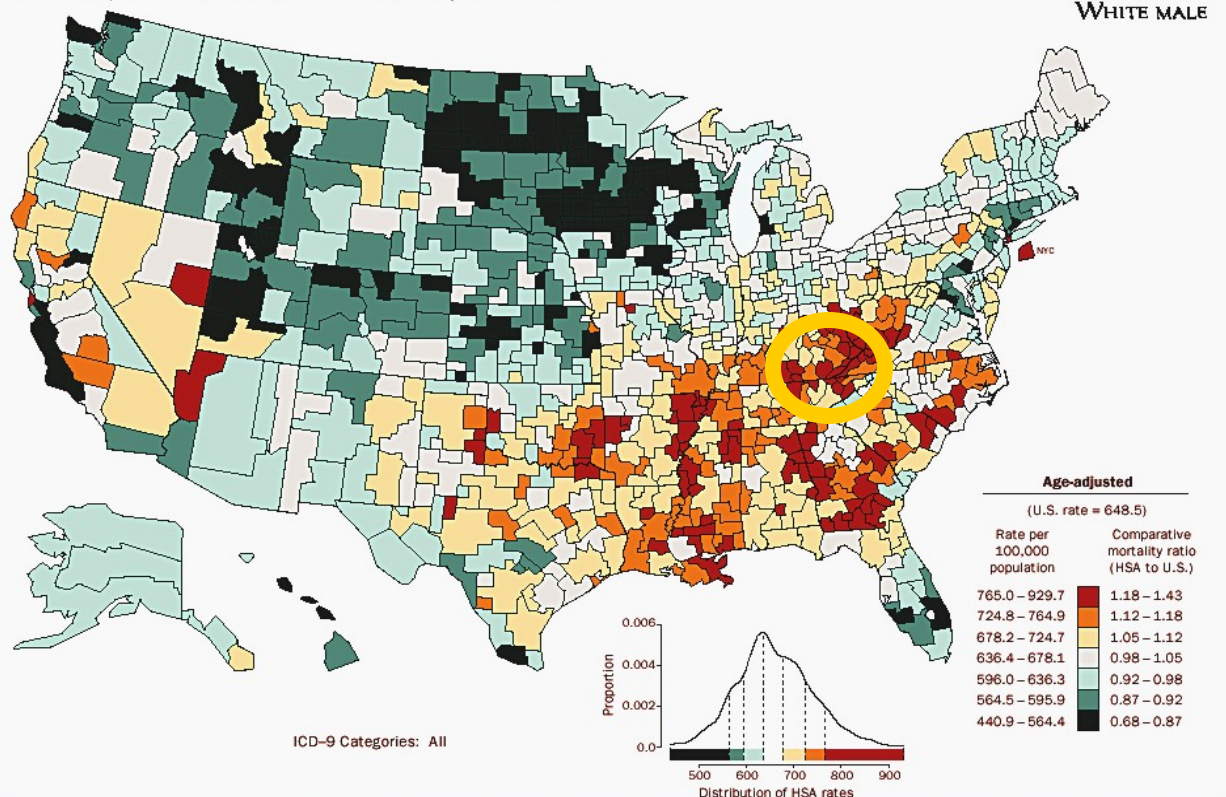 WHITE MALE
NYC
Age-adjusted
(U.S. rate = 648.5)
Rate per
100,000
population
Comparative
mortality ratio
(HSA to U.S.)
765.0–929.7 1.18–1.43
724.8–764.9 1.12–1.18
678.2–724.7 1.05–1.12
636.4–678.1 0.98–1.05
596.0–636.3 0.92–0.98
564.5–595.9 0.87–0.92
440.9–564.4 0.68–0.87
0.006
0.004
0.002
0.0
Proportion
500 600 700 800 900
Distribution of HSA rates
ICD–9 Categories: All